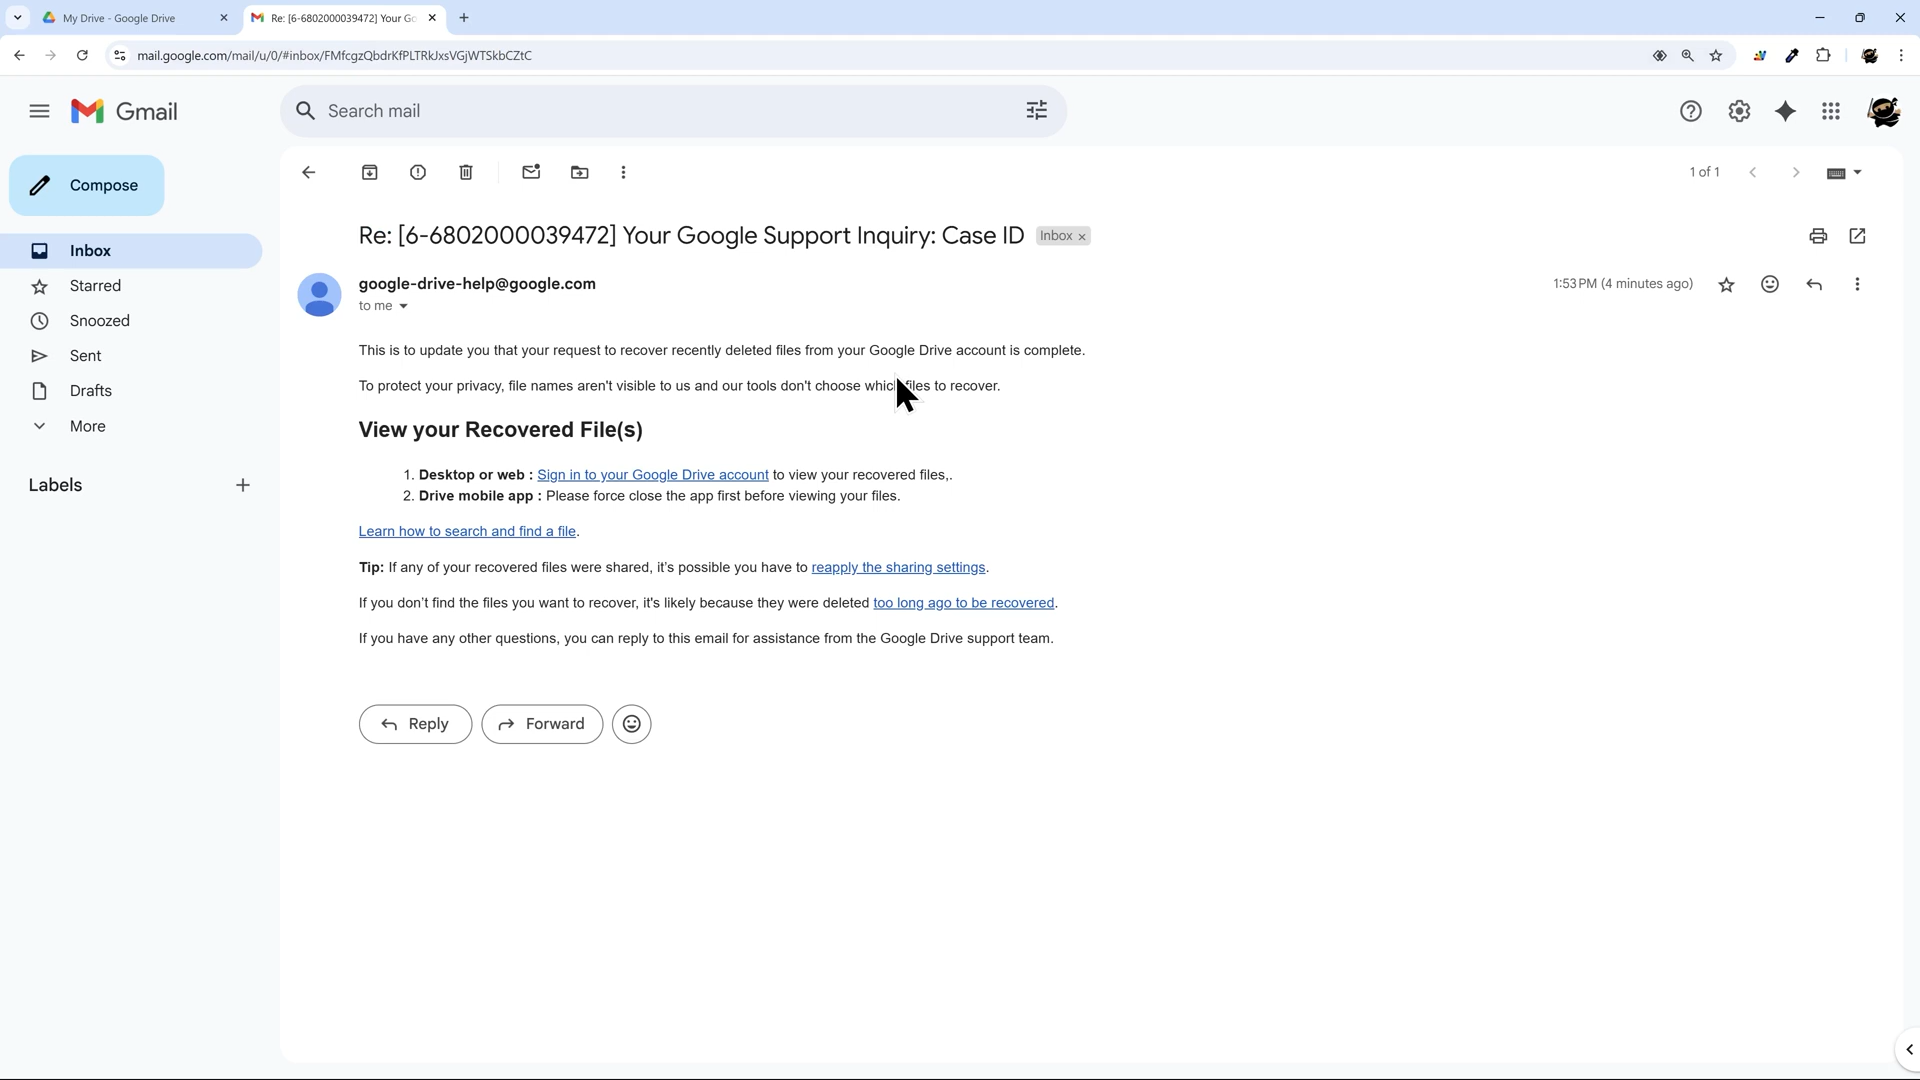 My Drive - Google Drive
Re: [6-6802000039472] Your Go
mail.google.com/mail/u/0/#inbox/FMfcgzQbdrKfPLTRkJxsVGjWTSkbCZtC
Gmail
Search mail
Compose
1 of 1
Inbox
Starred
Snoozed
Sent
Drafts
More
Labels
Re: [6-6802000039472] Your Google Support Inquiry: Case ID Inbox
google-drive-help@google.com
1:53 PM (4 minutes ago)
to me
This is to update you that your request to recover recently deleted files from your Google Drive account is complete.
To protect your privacy, file names aren't visible to us and our tools don't choose which files to recover.
View your Recovered File(s)
1. Desktop or web : Sign in to your Google Drive account to view your recovered files,.
2. Drive mobile app : Please force close the app first before viewing your files.
Learn how to search and find a file.
Tip: If any of your recovered files were shared, it's possible you have to reapply the sharing settings.
If you don't find the files you want to recover, it's likely because they were deleted too long ago to be recovered.
If you have any other questions, you can reply to this email for assistance from the Google Drive support team.
Reply
Forward